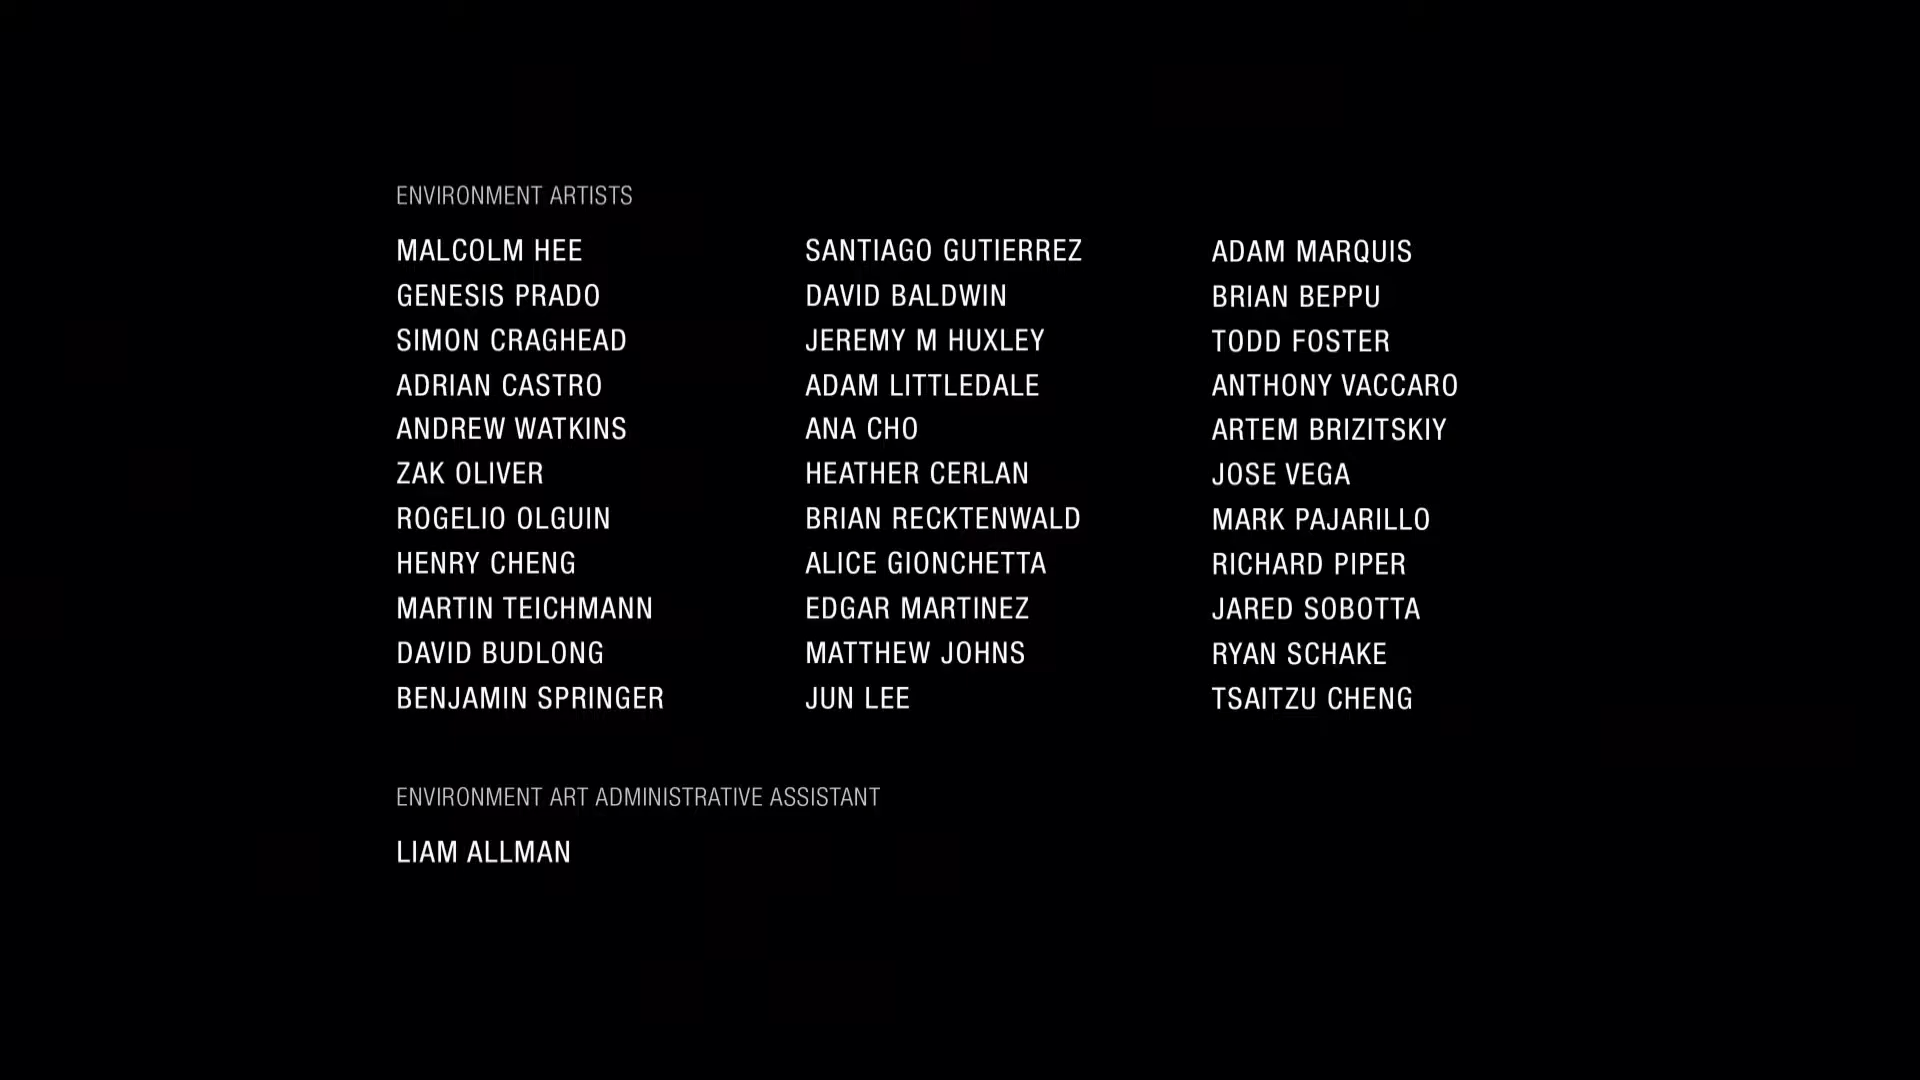 ENVIRONMENT ARTISTS
MALCOLM HEE
GENESIS PRADO
SIMON CRAGHEAD
ADRIAN CASTRO
ANDREW WATKINS
ZAK OLIVER
ROGELIO OLGUIN
HENRY CHENG
MARTIN TEICHMANN
DAVID BUDLONG
BENJAMIN SPRINGER
SANTIAGO GUTIERREZ
DAVID BALDWIN
JEREMY M HUXLEY
ADAM LITTLEDALE
ANA CHO
HEATHER CERLAN
BRIAN RECKTENWALD
ALICE GIONCHETTA
EDGAR MARTINEZ
MATTHEW JOHNS
JUN LEE
ADAM MARQUIS
BRIAN BEPPU
TODD FOSTER
ANTHONY VACCARO
ARTEM BRIZITSKIY
JOSE VEGA
MARK PAJARILLO
RICHARD PIPER
JARED SOBOTTA
RYAN SCHAKE
TSAITZU CHENG
ENVIRONMENT ART ADMINISTRATIVE ASSISTANT
LIAM ALLMAN